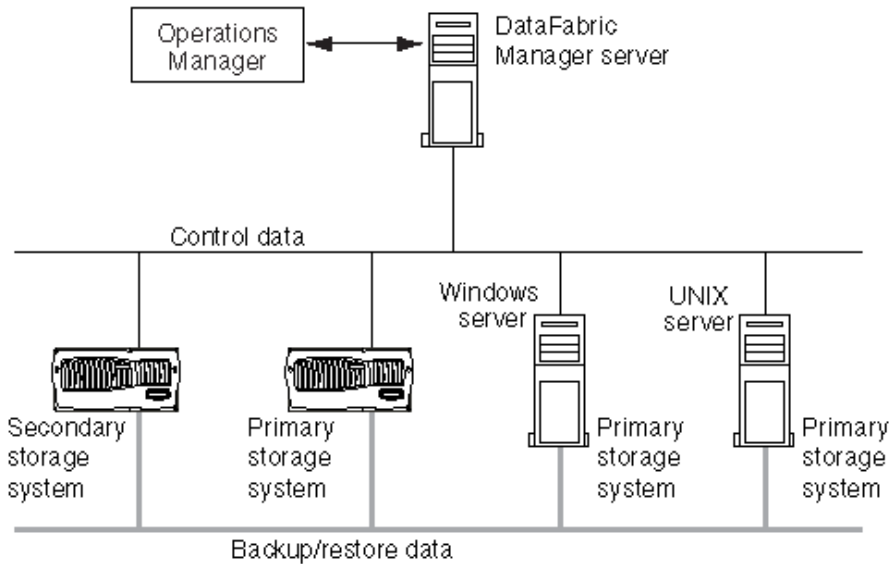 Operations
Manager
DataFabric
Manager server
Control data
Windows
server
UNIX
server
Secondary
storage
system
Primary
storage
system
Primary
storage
system
Primary
storage
system
Backup/restore data